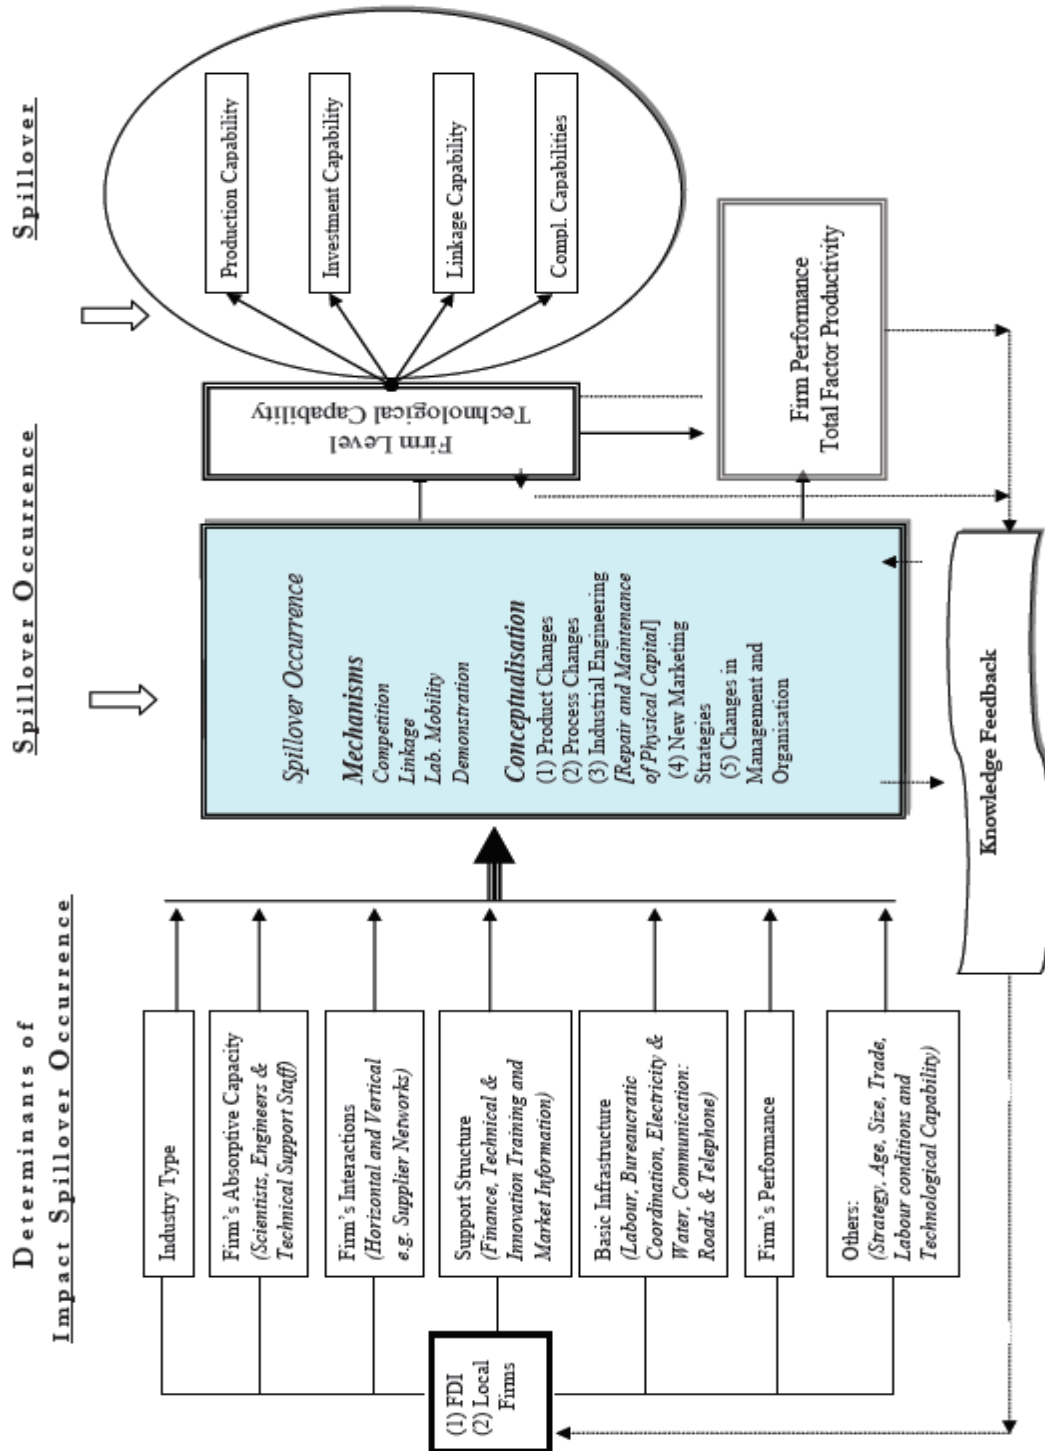 Determinants of
Impact Spillover Occurrence
Spillover Occurrence
Spillover
(1) FDI
(2) Local
Firms
Industry Type
Firm's Absorptive Capacity
(Scientists, Engineers &
Technical Support Staff)
Firm's Interactions
(Horizontal and Vertical
e.g. Supplier Networks)
Support Structure
(Finance, Technical &
Innovation Training and
Market Information)
Basic Infrastructure
(Labour, Bureaucratic
Coordination, Electricity &
Water, Communication:
Roads & Telephone)
Firm's Performance
Others:
(Strategy, Age, Size, Trade,
Labour conditions and
Technological Capability)
Spillover Occurrence
Mechanisms
Competition
Linkage
Lab. Mobility
Demonstration
Conceptualisation
(1) Product Changes
(2) Process Changes
(3) Industrial Engineering
[Repair and Maintenance
of Physical Capital]
(4) New Marketing
Strategies
(5) Changes in
Management and
Organisation
Firm Level
Technological Capability
Production Capability
Investment Capability
Linkage Capability
Compl. Capabilities
Firm Performance
Total Factor Productivity
Knowledge Feedback